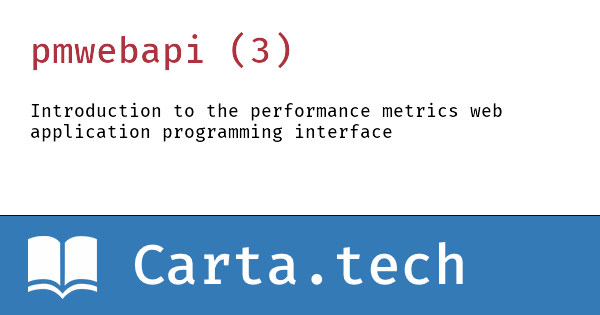 pmwebapi (3)
Introduction to the performance metrics web
application programming interface
Carta.tech